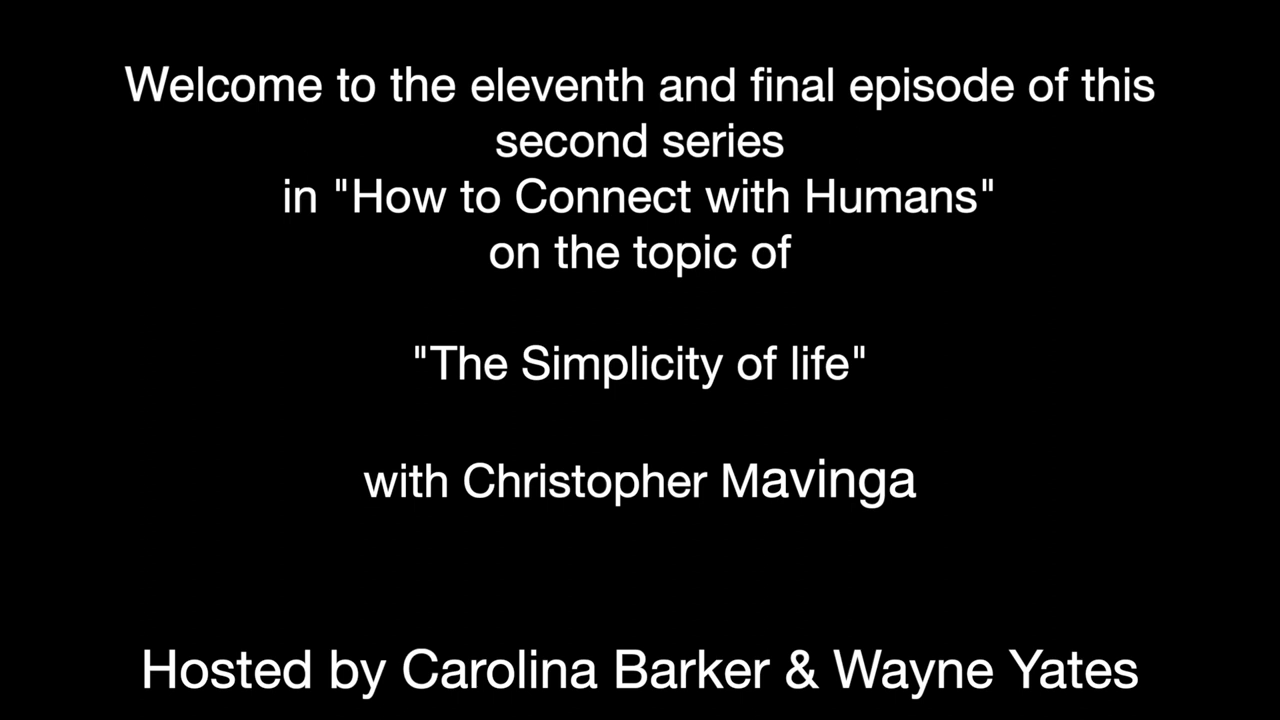 Welcome to the eleventh and final episode of this
second series
in "How to Connect with Humans"
on the topic of
"The Simplicity of life"
with Christopher Mavinga
Hosted by Carolina Barker & Wayne Yates